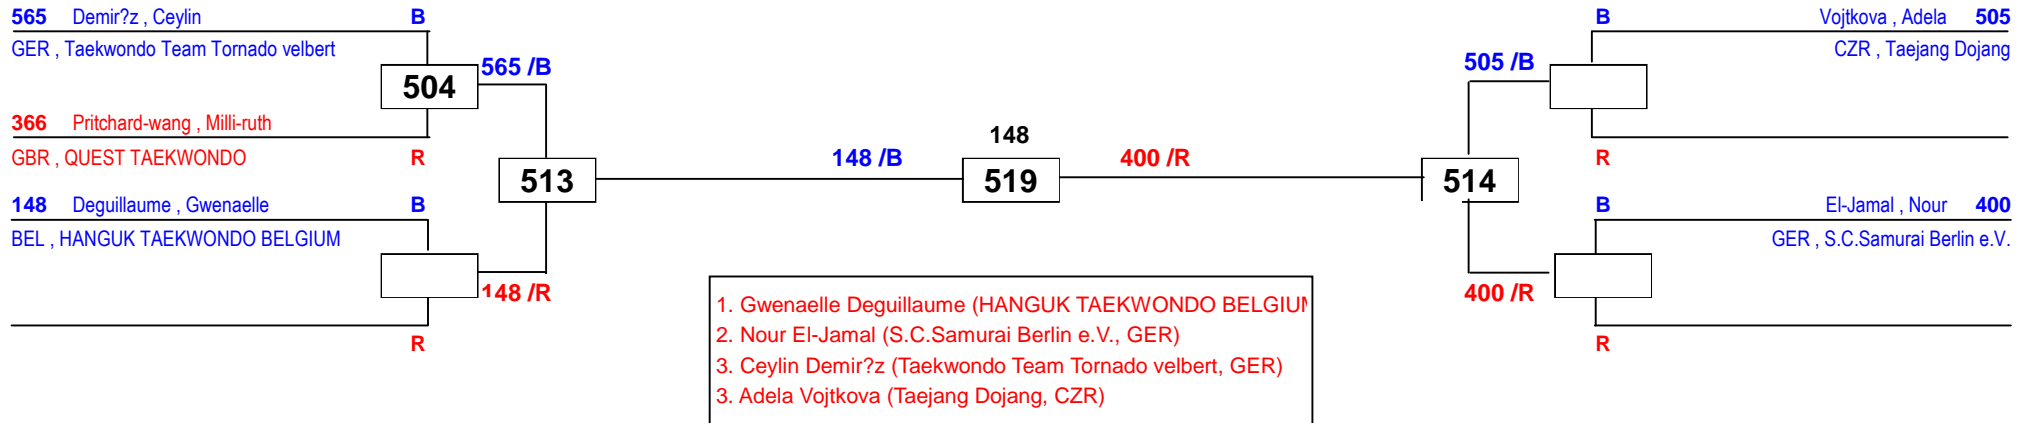 565 Demir?z , Ceylin B
GER , Taekwondo Team Tornado velbert
504
565 /B
366 Pritchard-wang , Milli-ruth
GBR , QUEST TAEKWONDO R
513
148 Deguillaume , Gwenaelle B
BEL , HANGUK TAEKWONDO BELGIUM
148 /R
R
148 /B
148
519
400 /R
B Vojtkova , Adela 505
CZR , Taejang Dojang
505 /B
R
514
B El-Jamal , Nour 400
GER , S.C.Samurai Berlin e.V.
400 /R
R
1. Gwenaelle Deguillaume (HANGUK TAEKWONDO BELGIUM
2. Nour El-Jamal (S.C.Samurai Berlin e.V., GER)
3. Ceylin Demir?z (Taekwondo Team Tornado velbert, GER)
3. Adela Vojtkova (Taejang Dojang, CZR)